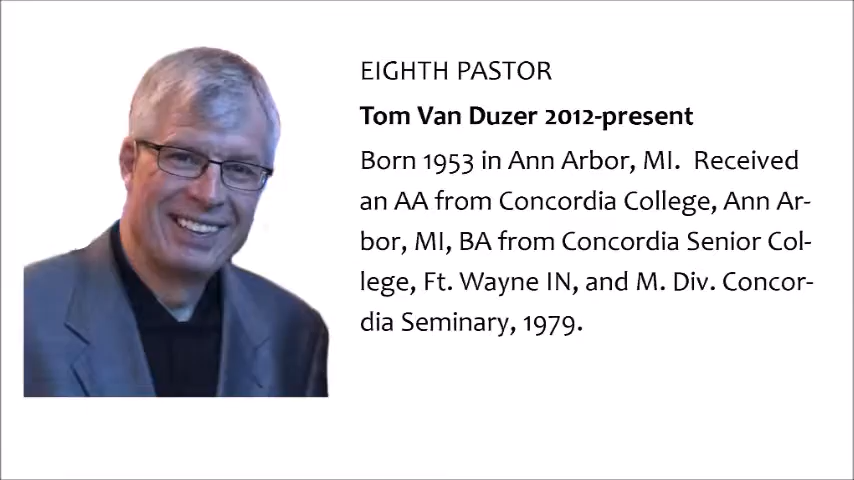 EIGHTH PASTOR
Tom Van Duzer 2012-present
Born 1953 in Ann Arbor, MI.  Received
an AA from Concordia College, Ann Ar-
bor, MI, BA from Concordia Senior Col-
lege, Ft. Wayne IN, and M. Div. Concor-
dia Seminary, 1979.